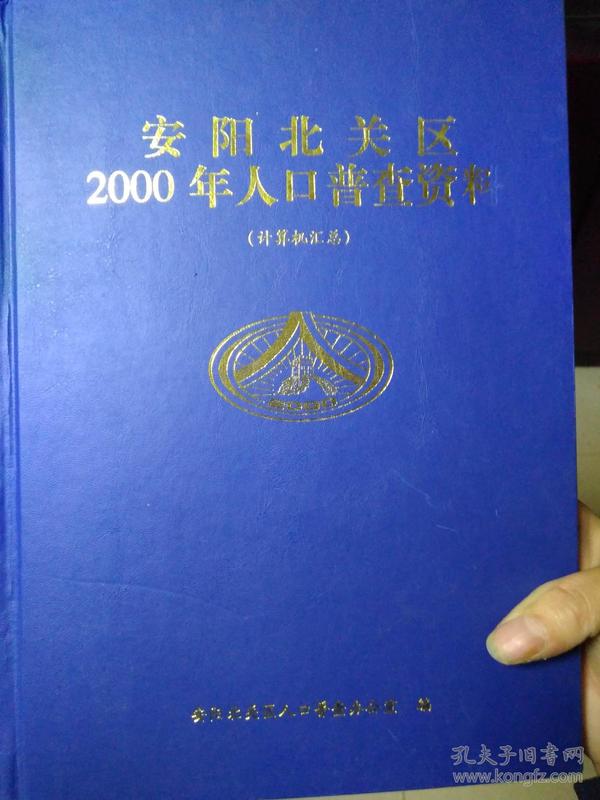 安阳北关区
2000年人口普查资料
(计算机汇总)
2000
安阳北关区人口普查办公室 编
孔夫子旧书网
www.kongfz.com